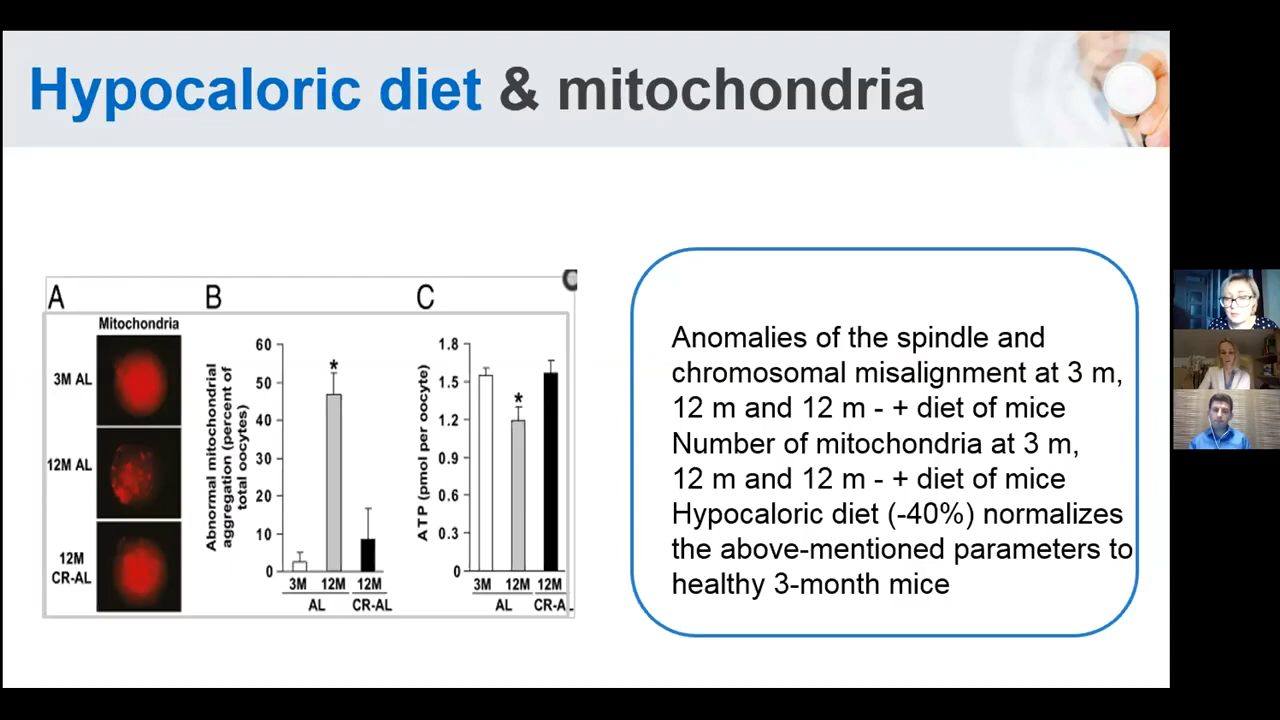 Hypocaloric diet & mitochondria
A
Mitochondria
3M AL
12M AL
12M
CR-AL
B
Abnormal mitochondrial
aggregation (percent of
total oocytes)
60
50
40
30
20
10
0
*
3M 12M 12M
AL CR-AL
C
ATP (pmol per oocyte)
1.8
1.5
1.2
0.9
0.6
0.3
0
*
3M 12M 12M
AL CR-AL
Anomalies of the spindle and
chromosomal misalignment at 3 m,
12 m and 12 m - + diet of mice
Number of mitochondria at 3 m,
12 m and 12 m - + diet of mice
Hypocaloric diet (-40%) normalizes
the above-mentioned parameters to
healthy 3-month mice